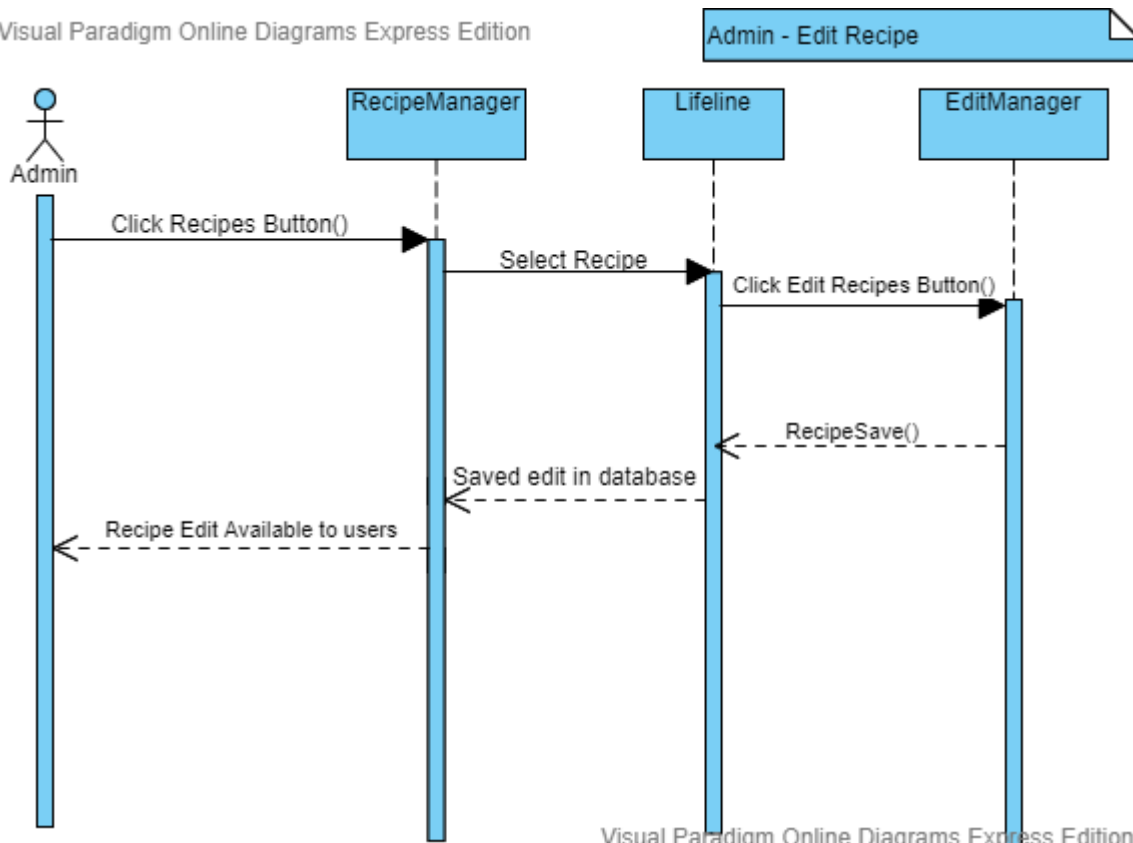 Visual Paradigm Online Diagrams Express Edition
Admin - Edit Recipe
RecipeManager
Lifeline
EditManager
Admin
Click Recipes Button()
Select Recipe
Click Edit Recipes Button()
RecipeSave()
Saved edit in database
Recipe Edit Available to users
Visual Paradigm Online Diagrams Express Edition